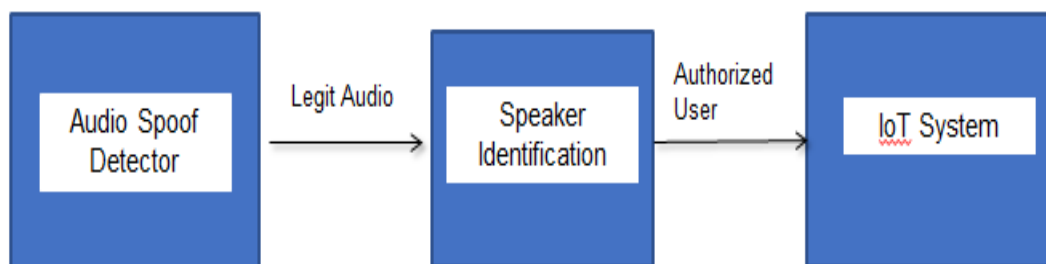 Audio Spoof
Detector
Legit Audio
Speaker
Identification
Authorized
User
IoT System